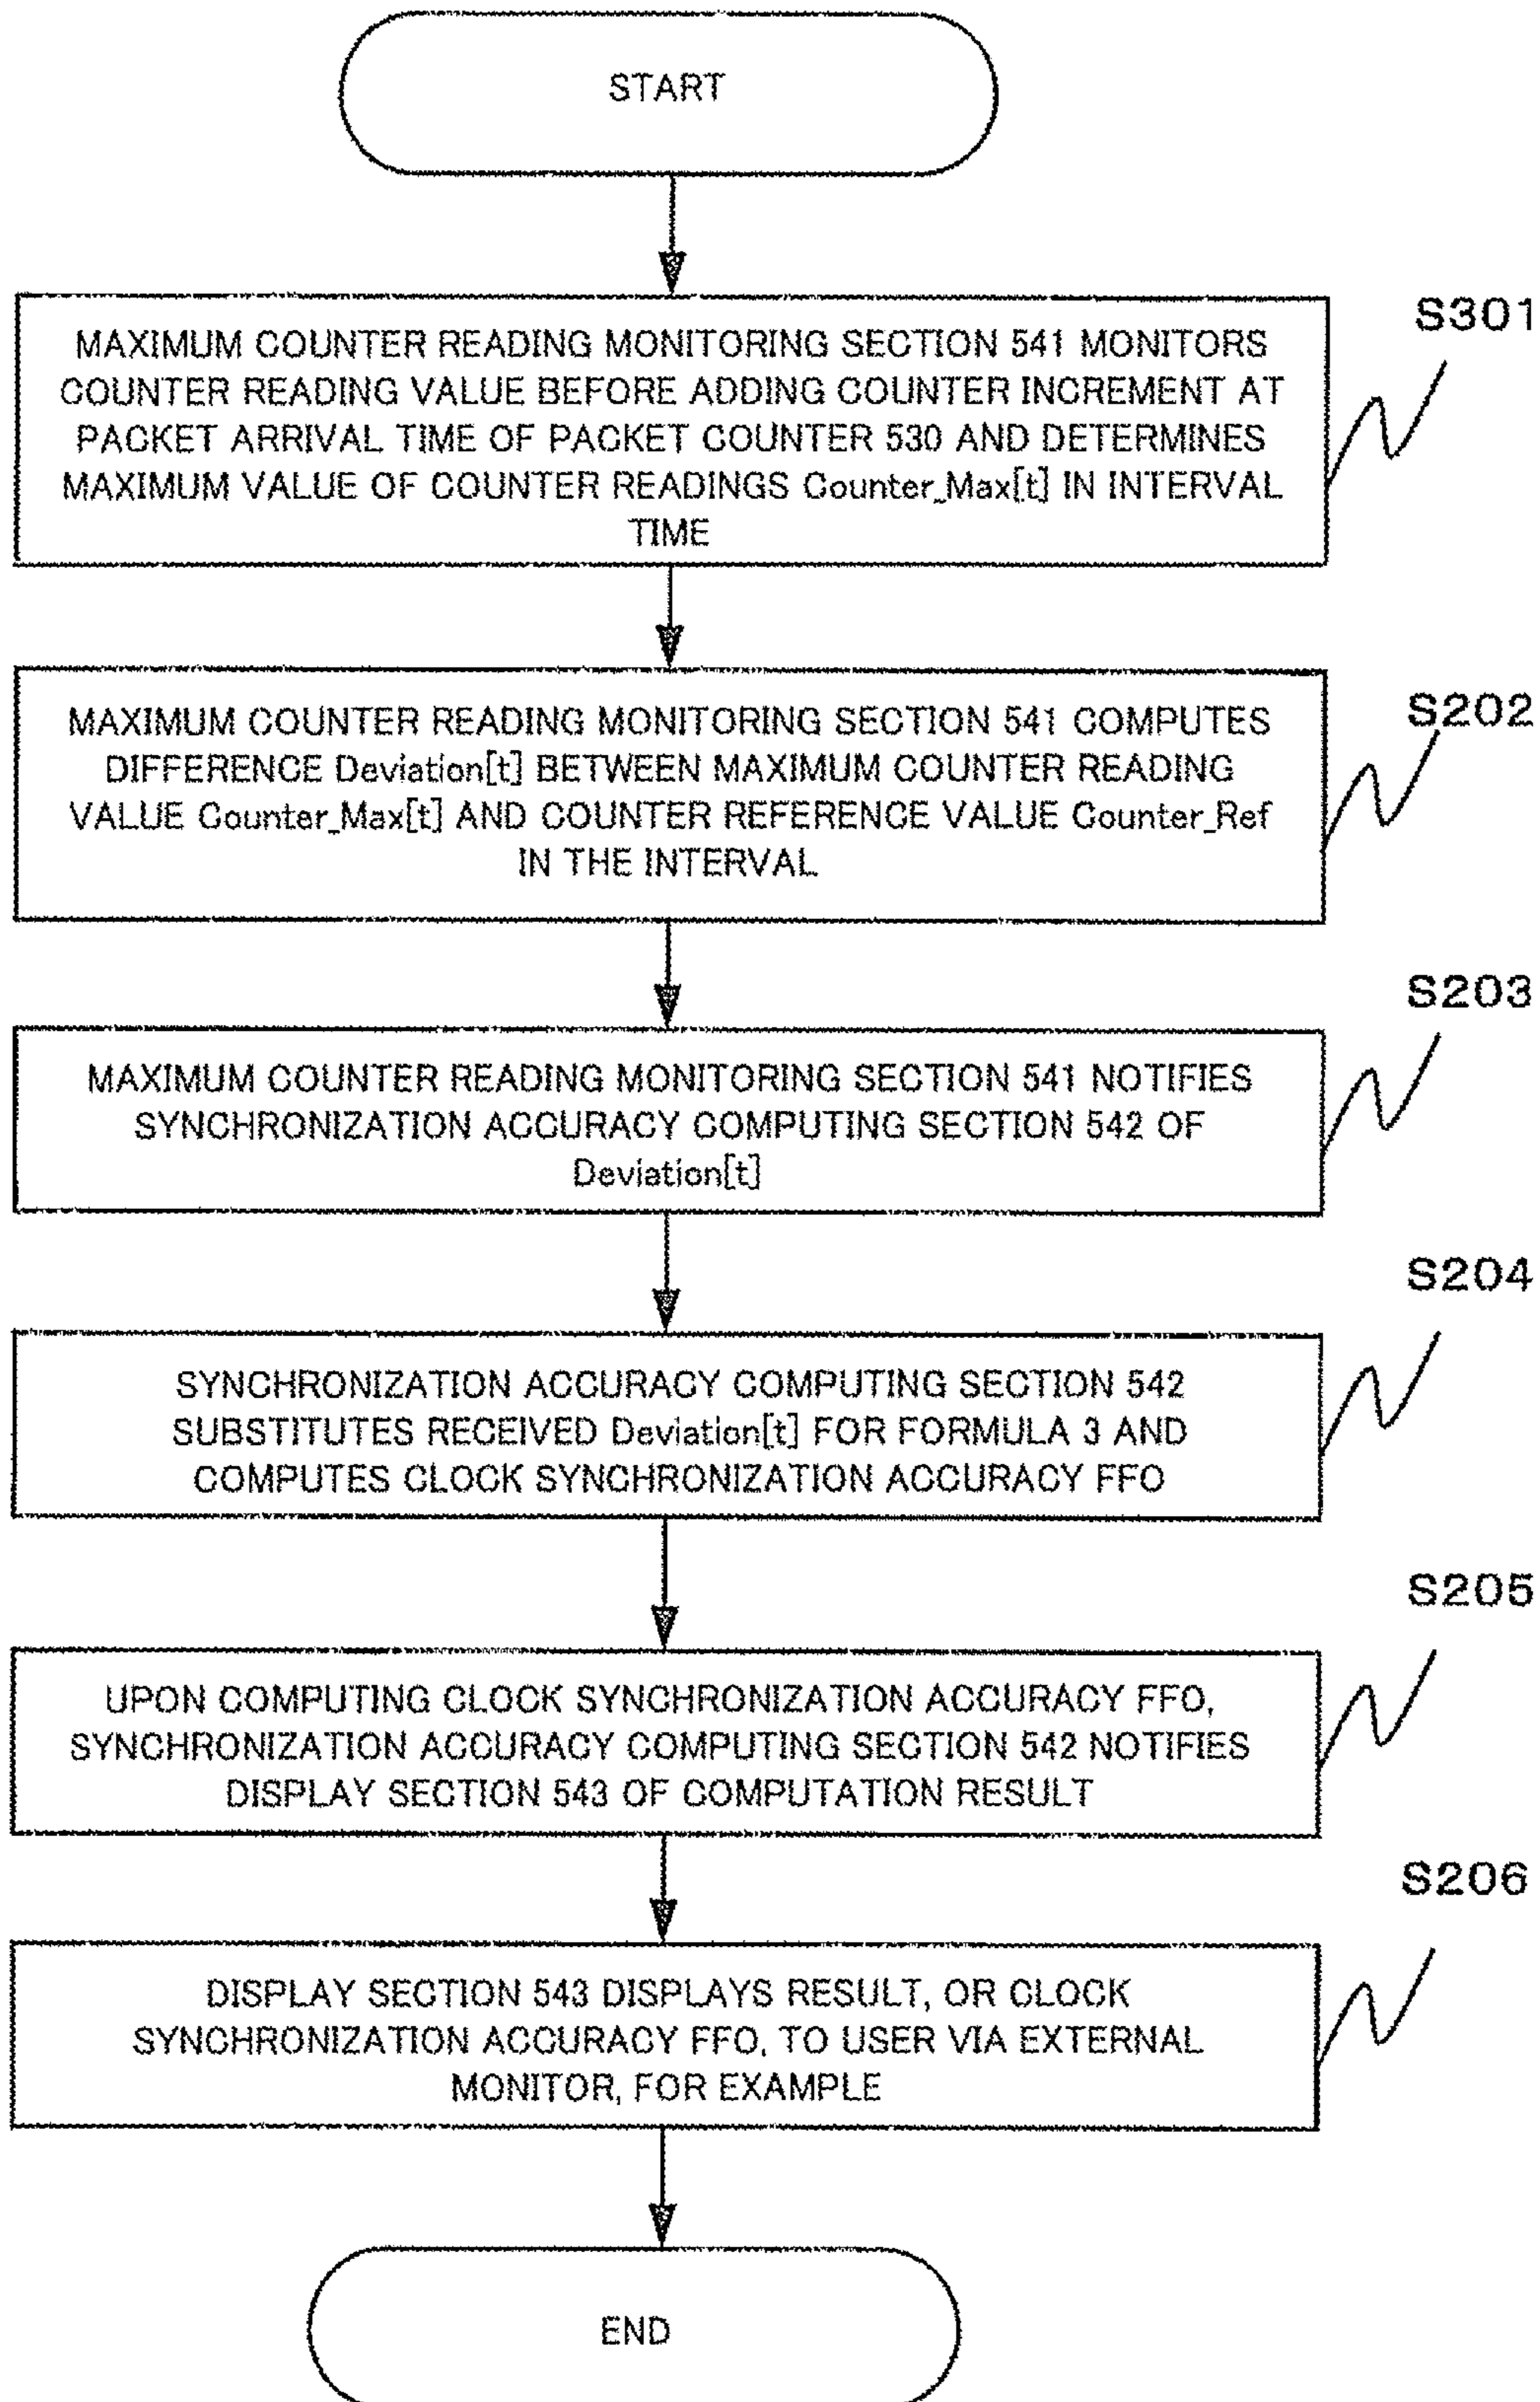 START
S301
MAXIMUM COUNTER READING MONITORING SECTION 541 MONITORS
COUNTER READING VALUE BEFORE ADDING COUNTER INCREMENT AT
PACKET ARRIVAL TIME OF PACKET COUNTER 530 AND DETERMINES
MAXIMUM VALUE OF COUNTER READINGS Counter_Max[t] IN INTERVAL
TIME
S202
MAXIMUM COUNTER READING MONITORING SECTION 541 COMPUTES
DIFFERENCE Deviation[t] BETWEEN MAXIMUM COUNTER READING
VALUE Counter_Max[t] AND COUNTER REFERENCE VALUE Counter_Ref
IN THE INTERVAL
S203
MAXIMUM COUNTER READING MONITORING SECTION 541 NOTIFIES
SYNCHRONIZATION ACCURACY COMPUTING SECTION 542 OF
Deviation[t]
S204
SYNCHRONIZATION ACCURACY COMPUTING SECTION 542
SUBSTITUTES RECEIVED Deviation[t] FOR FORMULA 3 AND
COMPUTES CLOCK SYNCHRONIZATION ACCURACY FFO
S205
UPON COMPUTING CLOCK SYNCHRONIZATION ACCURACY FFO,
SYNCHRONIZATION ACCURACY COMPUTING SECTION 542 NOTIFIES
DISPLAY SECTION 543 OF COMPUTATION RESULT
S206
DISPLAY SECTION 543 DISPLAYS RESULT, OR CLOCK
SYNCHRONIZATION ACCURACY FFO, TO USER VIA EXTERNAL
MONITOR, FOR EXAMPLE
END